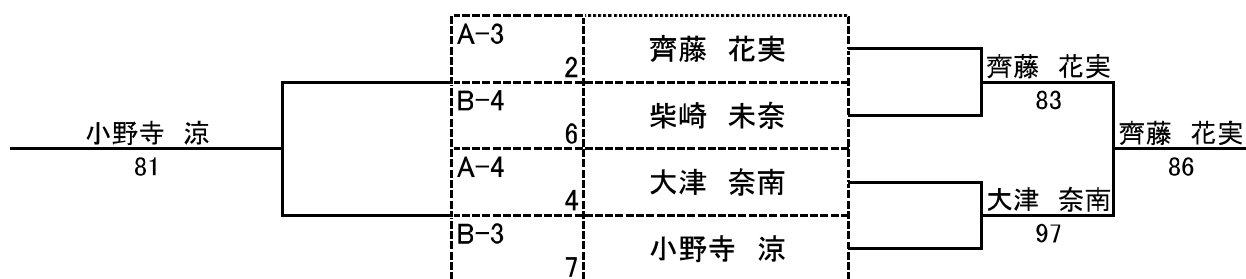 A-3
2
齊藤 花実
B-4
6
柴崎 未奈
A-4
4
大津 奈南
B-3
7
小野寺 涼
小野寺 涼
81
齊藤 花実
83
大津 奈南
97
齊藤 花実
86